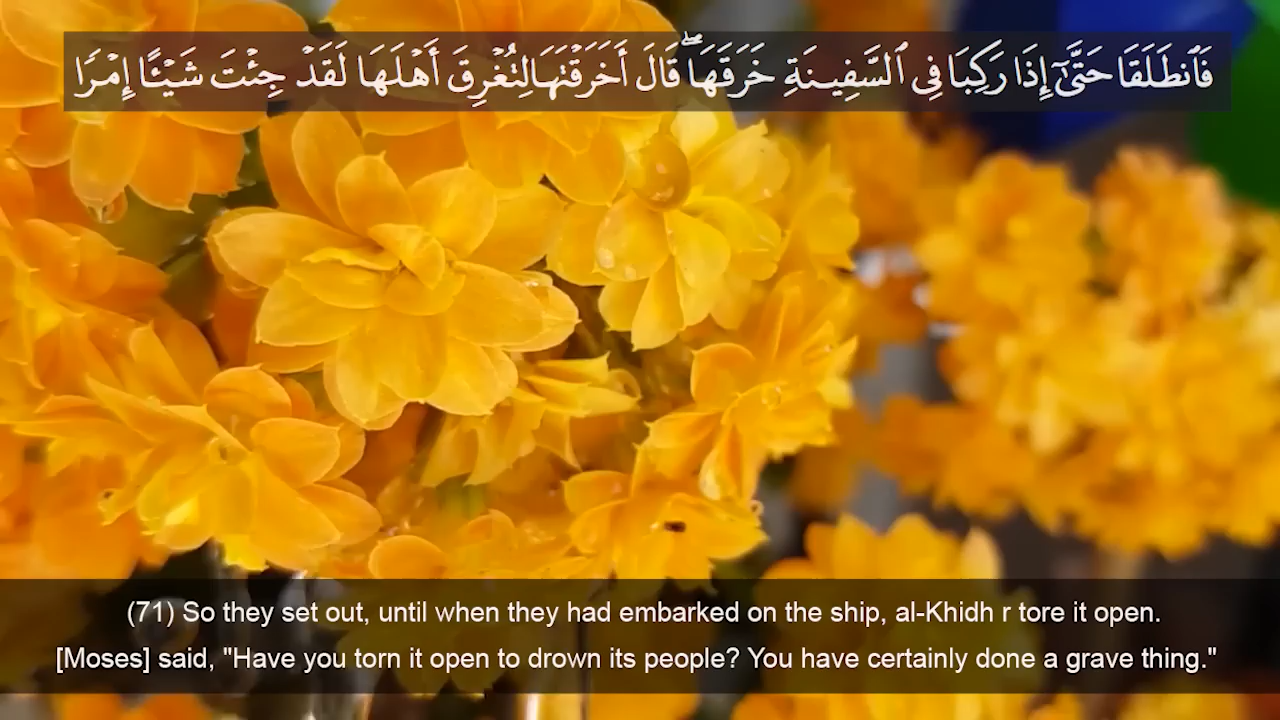 فَٱنطَلَقَا حَتَّىٰٓ إِذَا رَكِبَا فِى ٱلسَّفِينَةِ خَرَقَهَا ۖ قَالَ أَخَرَقْتَهَا لِتُغْرِقَ أَهْلَهَا لَقَدْ جِئْتَ شَيْـًٔا إِمْرًا
(71) So they set out, until when they had embarked on the ship, al-Khidh r tore it open.
[Moses] said, "Have you torn it open to drown its people? You have certainly done a grave thing."